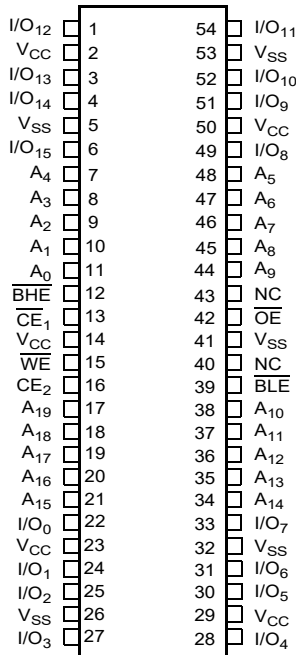 I/O12 1 54 I/O11
VCC 2 53 VSS
I/O13 3 52 I/O10
I/O14 4 51 I/O9
VSS 5 50 VCC
I/O15 6 49 I/O8
A4 7 48 A5
A3 8 47 A6
A2 9 46 A7
A1 10 45 A8
A0 11 44 A9
BHE 12 43 NC
CE1 13 42 OE
VCC 14 41 VSS
WE 15 40 NC
CE2 16 39 BLE
A19 17 38 A10
A18 18 37 A11
A17 19 36 A12
A16 20 35 A13
A15 21 34 A14
I/O0 22 33 I/O7
VCC 23 32 VSS
I/O1 24 31 I/O6
I/O2 25 30 I/O5
VSS 26 29 VCC
I/O3 27 28 I/O4